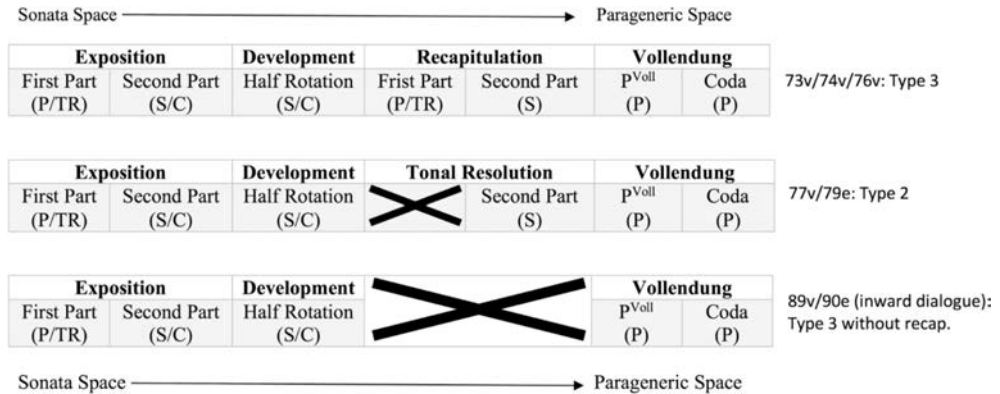 Sonata Space Parageneric Space
Exposition Development Recapitulation Vollendung
First Part Second Part Half Rotation Frist Part Second Part P^Voll Coda
(P/TR) (S/C) (S/C) (P/TR) (S) (P) (P)
73v/74v/76v: Type 3
Exposition Development Tonal Resolution Vollendung
First Part Second Part Half Rotation Second Part P^Voll Coda
(P/TR) (S/C) (S/C) (S) (P) (P)
77v/79e: Type 2
Exposition Development Vollendung
First Part Second Part Half Rotation P^Voll Coda
(P/TR) (S/C) (S/C) (P) (P)
89v/90e (inward dialogue):
Type 3 without recap.
Sonata Space Parageneric Space